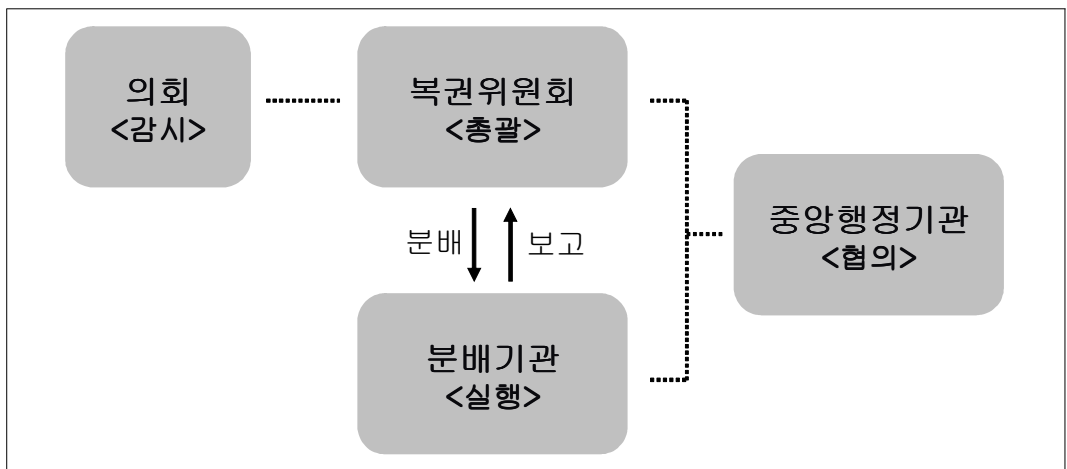 의회
<감시>
복권위원회
<총괄>
중앙행정기관
<협의>
분배
보고
분배기관
<실행>